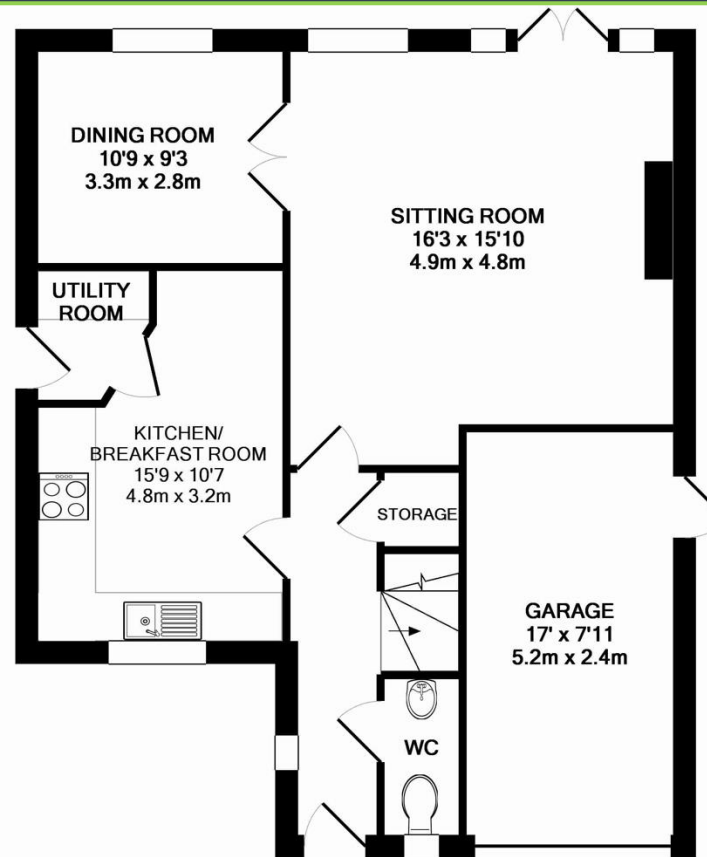 DINING ROOM
10'9 x 9'3
3.3m x 2.8m
SITTING ROOM
16'3 x 15'10
4.9m x 4.8m
UTILITY
ROOM
KITCHEN/
BREAKFAST ROOM
15'9 x 10'7
4.8m x 3.2m
STORAGE
GARAGE
17' x 7'11
5.2m x 2.4m
WC